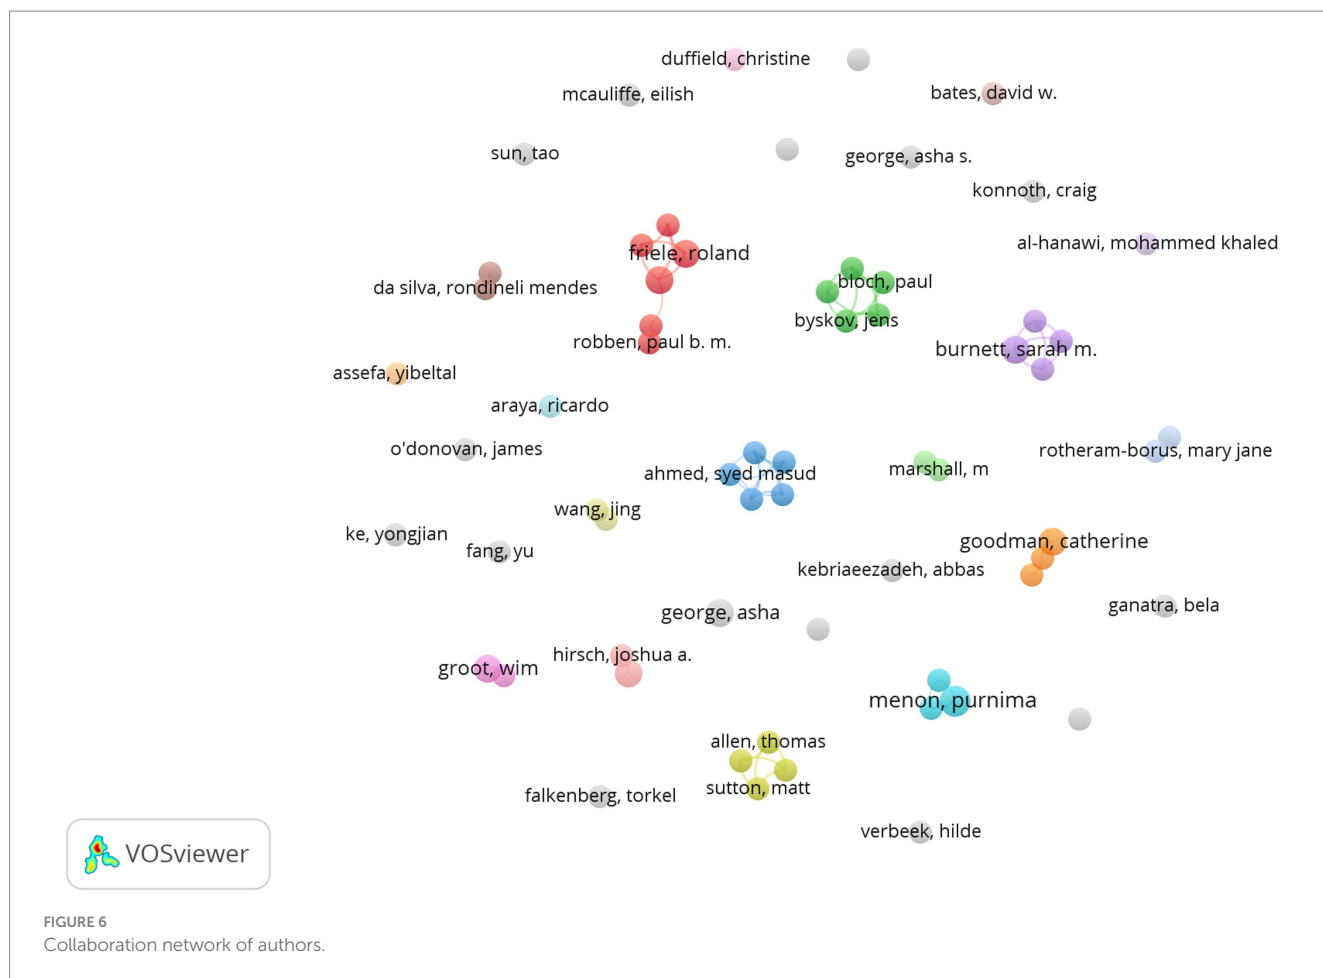 duffield, christine
mcauliffe, eilish
bates, david w.
sun, tao
george, asha s.
konnoth, craig
al-hanawi, mohammed khaled
friele, roland
bloch, paul
da silva, rondineli mendes
byskov, jens
robben, paul b. m.
burnett, sarah m.
assefa, yibeltal
araya, ricardo
o'donovan, james
rotheram-borus, mary jane
ahmed, syed masud
marshall, m
wang, jing
ke, yongjian
fang, yu
goodman, catherine
kebriaeezadeh, abbas
george, asha
ganatra, bela
hirsch, joshua a.
groot, wim
menon, purnima
allen, thomas
sutton, matt
falkenberg, torkel
verbeek, hilde
VOSviewer
FIGURE 6
Collaboration network of authors.